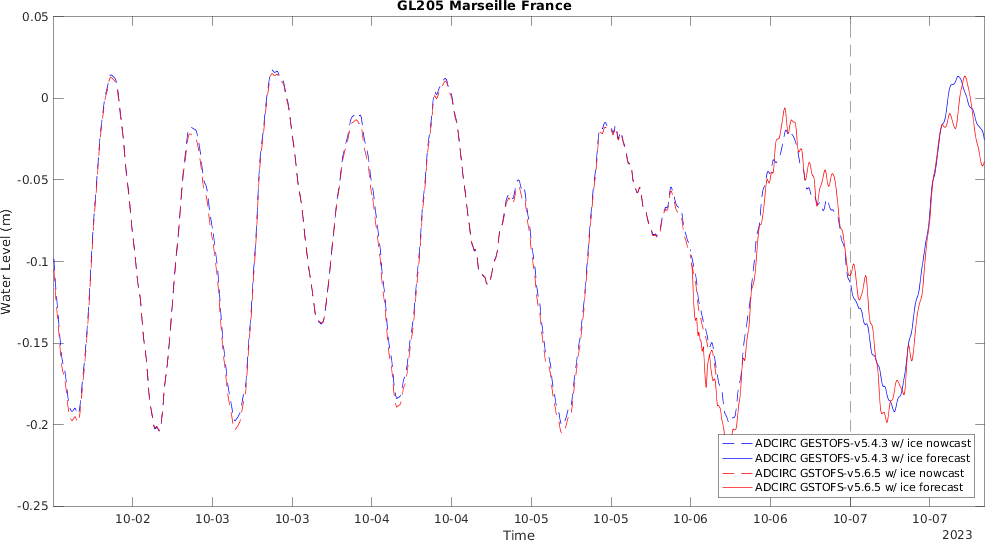 GL205 Marseille France
0.05
0
-0.05
-0.1
-0.15
-0.2
-0.25
Water Level (m)
ADCIRC GESTOFS-v5.4.3 w/ ice nowcast
ADCIRC GESTOFS-v5.4.3 w/ ice forecast
ADCIRC GSTOFS-v5.6.5 w/ ice nowcast
ADCIRC GSTOFS-v5.6.5 w/ ice forecast
10-02 10-03 10-03 10-04 10-04 10-05 10-05 10-06 10-06 10-07 10-07
Time
2023